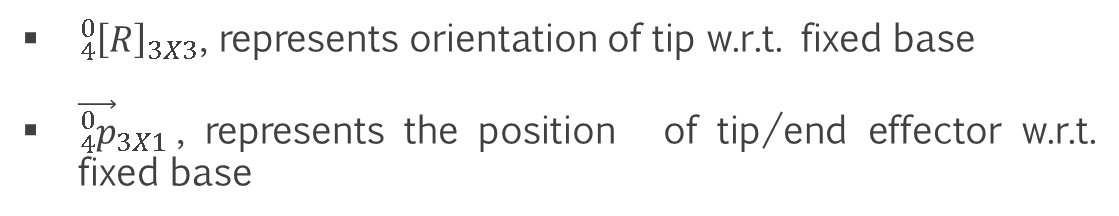 ▪ ⁰₄[R]₃ₓ₃, represents orientation of tip w.r.t. fixed base
▪ ⁰₄p⃗₃ₓ₁ , represents the position of tip/end effector w.r.t.
fixed base